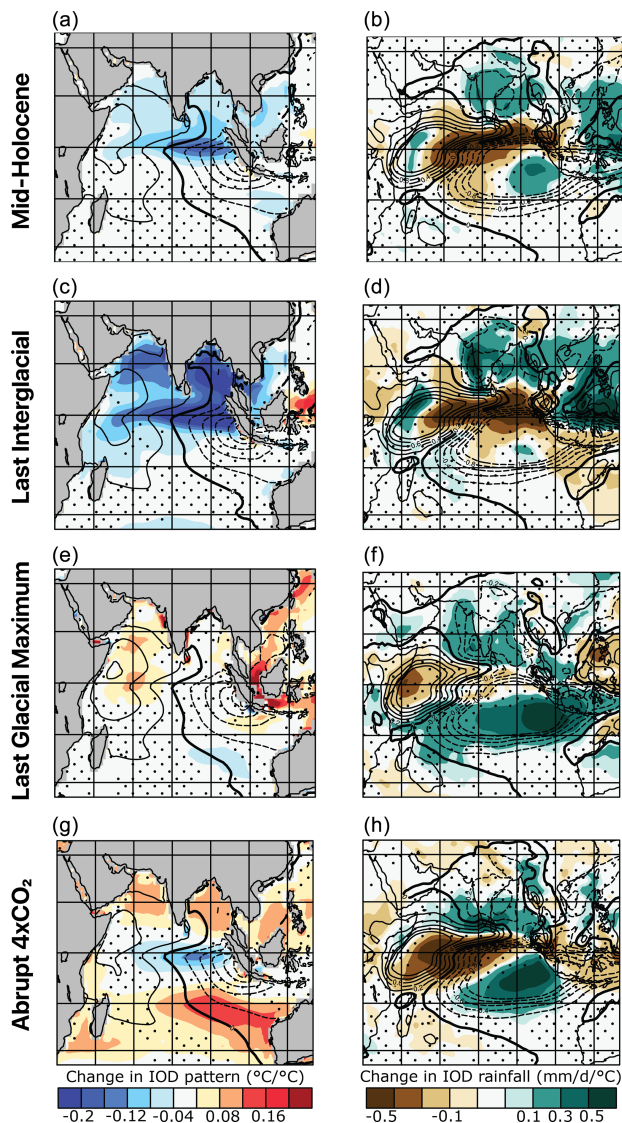 (a) (b)
Mid-Holocene
(c) (d)
Last Interglacial
(e) (f)
Last Glacial Maximum
(g) (h)
Abrupt 4xCO₂
Change in IOD pattern (°C/°C) Change in IOD rainfall (mm/d/°C)
-0.2 -0.12 -0.04 0.08 0.16 -0.5 -0.1 0.1 0.3 0.5